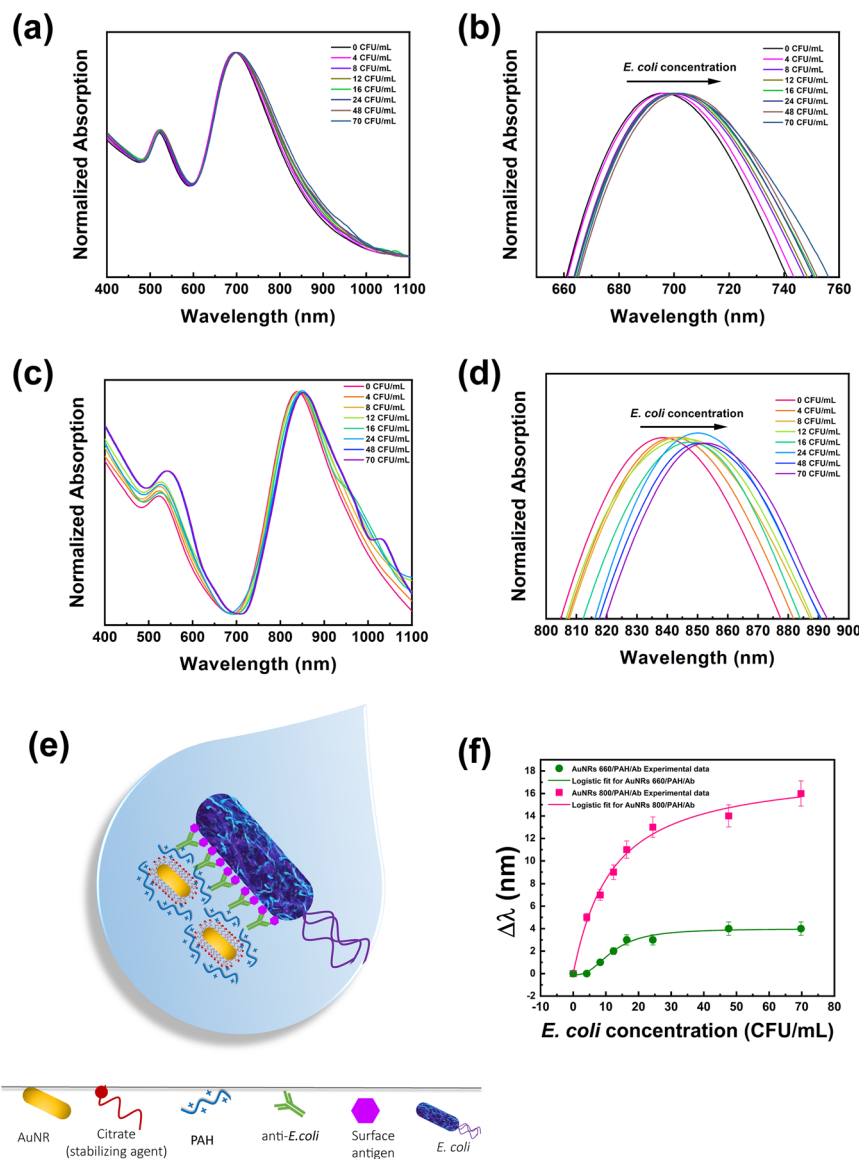 (a)
Normalized Absorption
0 CFU/mL
4 CFU/mL
8 CFU/mL
12 CFU/mL
16 CFU/mL
24 CFU/mL
48 CFU/mL
70 CFU/mL
400 500 600 700 800 900 1000 1100
Wavelength (nm)
(b)
Normalized Absorption
E. coli concentration
0 CFU/mL
4 CFU/mL
8 CFU/mL
12 CFU/mL
16 CFU/mL
24 CFU/mL
48 CFU/mL
70 CFU/mL
660 680 700 720 740 760
Wavelength (nm)
(c)
Normalized Absorption
0 CFU/mL
4 CFU/mL
8 CFU/mL
12 CFU/mL
16 CFU/mL
24 CFU/mL
48 CFU/mL
70 CFU/mL
400 500 600 700 800 900 1000 1100
Wavelength (nm)
(d)
Normalized Absorption
E. coli concentration
0 CFU/mL
4 CFU/mL
8 CFU/mL
12 CFU/mL
16 CFU/mL
24 CFU/mL
48 CFU/mL
70 CFU/mL
800 810 820 830 840 850 860 870 880 890 900
Wavelength (nm)
(e)
AuNR
Citrate
(stabilizing agent)
PAH
anti-E.coli
Surface
antigen
E. coli
(f)
AuNRs 660/PAH/Ab Experimental data
Logistic fit for AuNRs 660/PAH/Ab
AuNRs 800/PAH/Ab Experimental data
Logistic fit for AuNRs 800/PAH/Ab
Δλ (nm)
18
16
14
12
10
8
6
4
2
0
-10 0 10 20 30 40 50 60 70 80
E. coli concentration (CFU/mL)